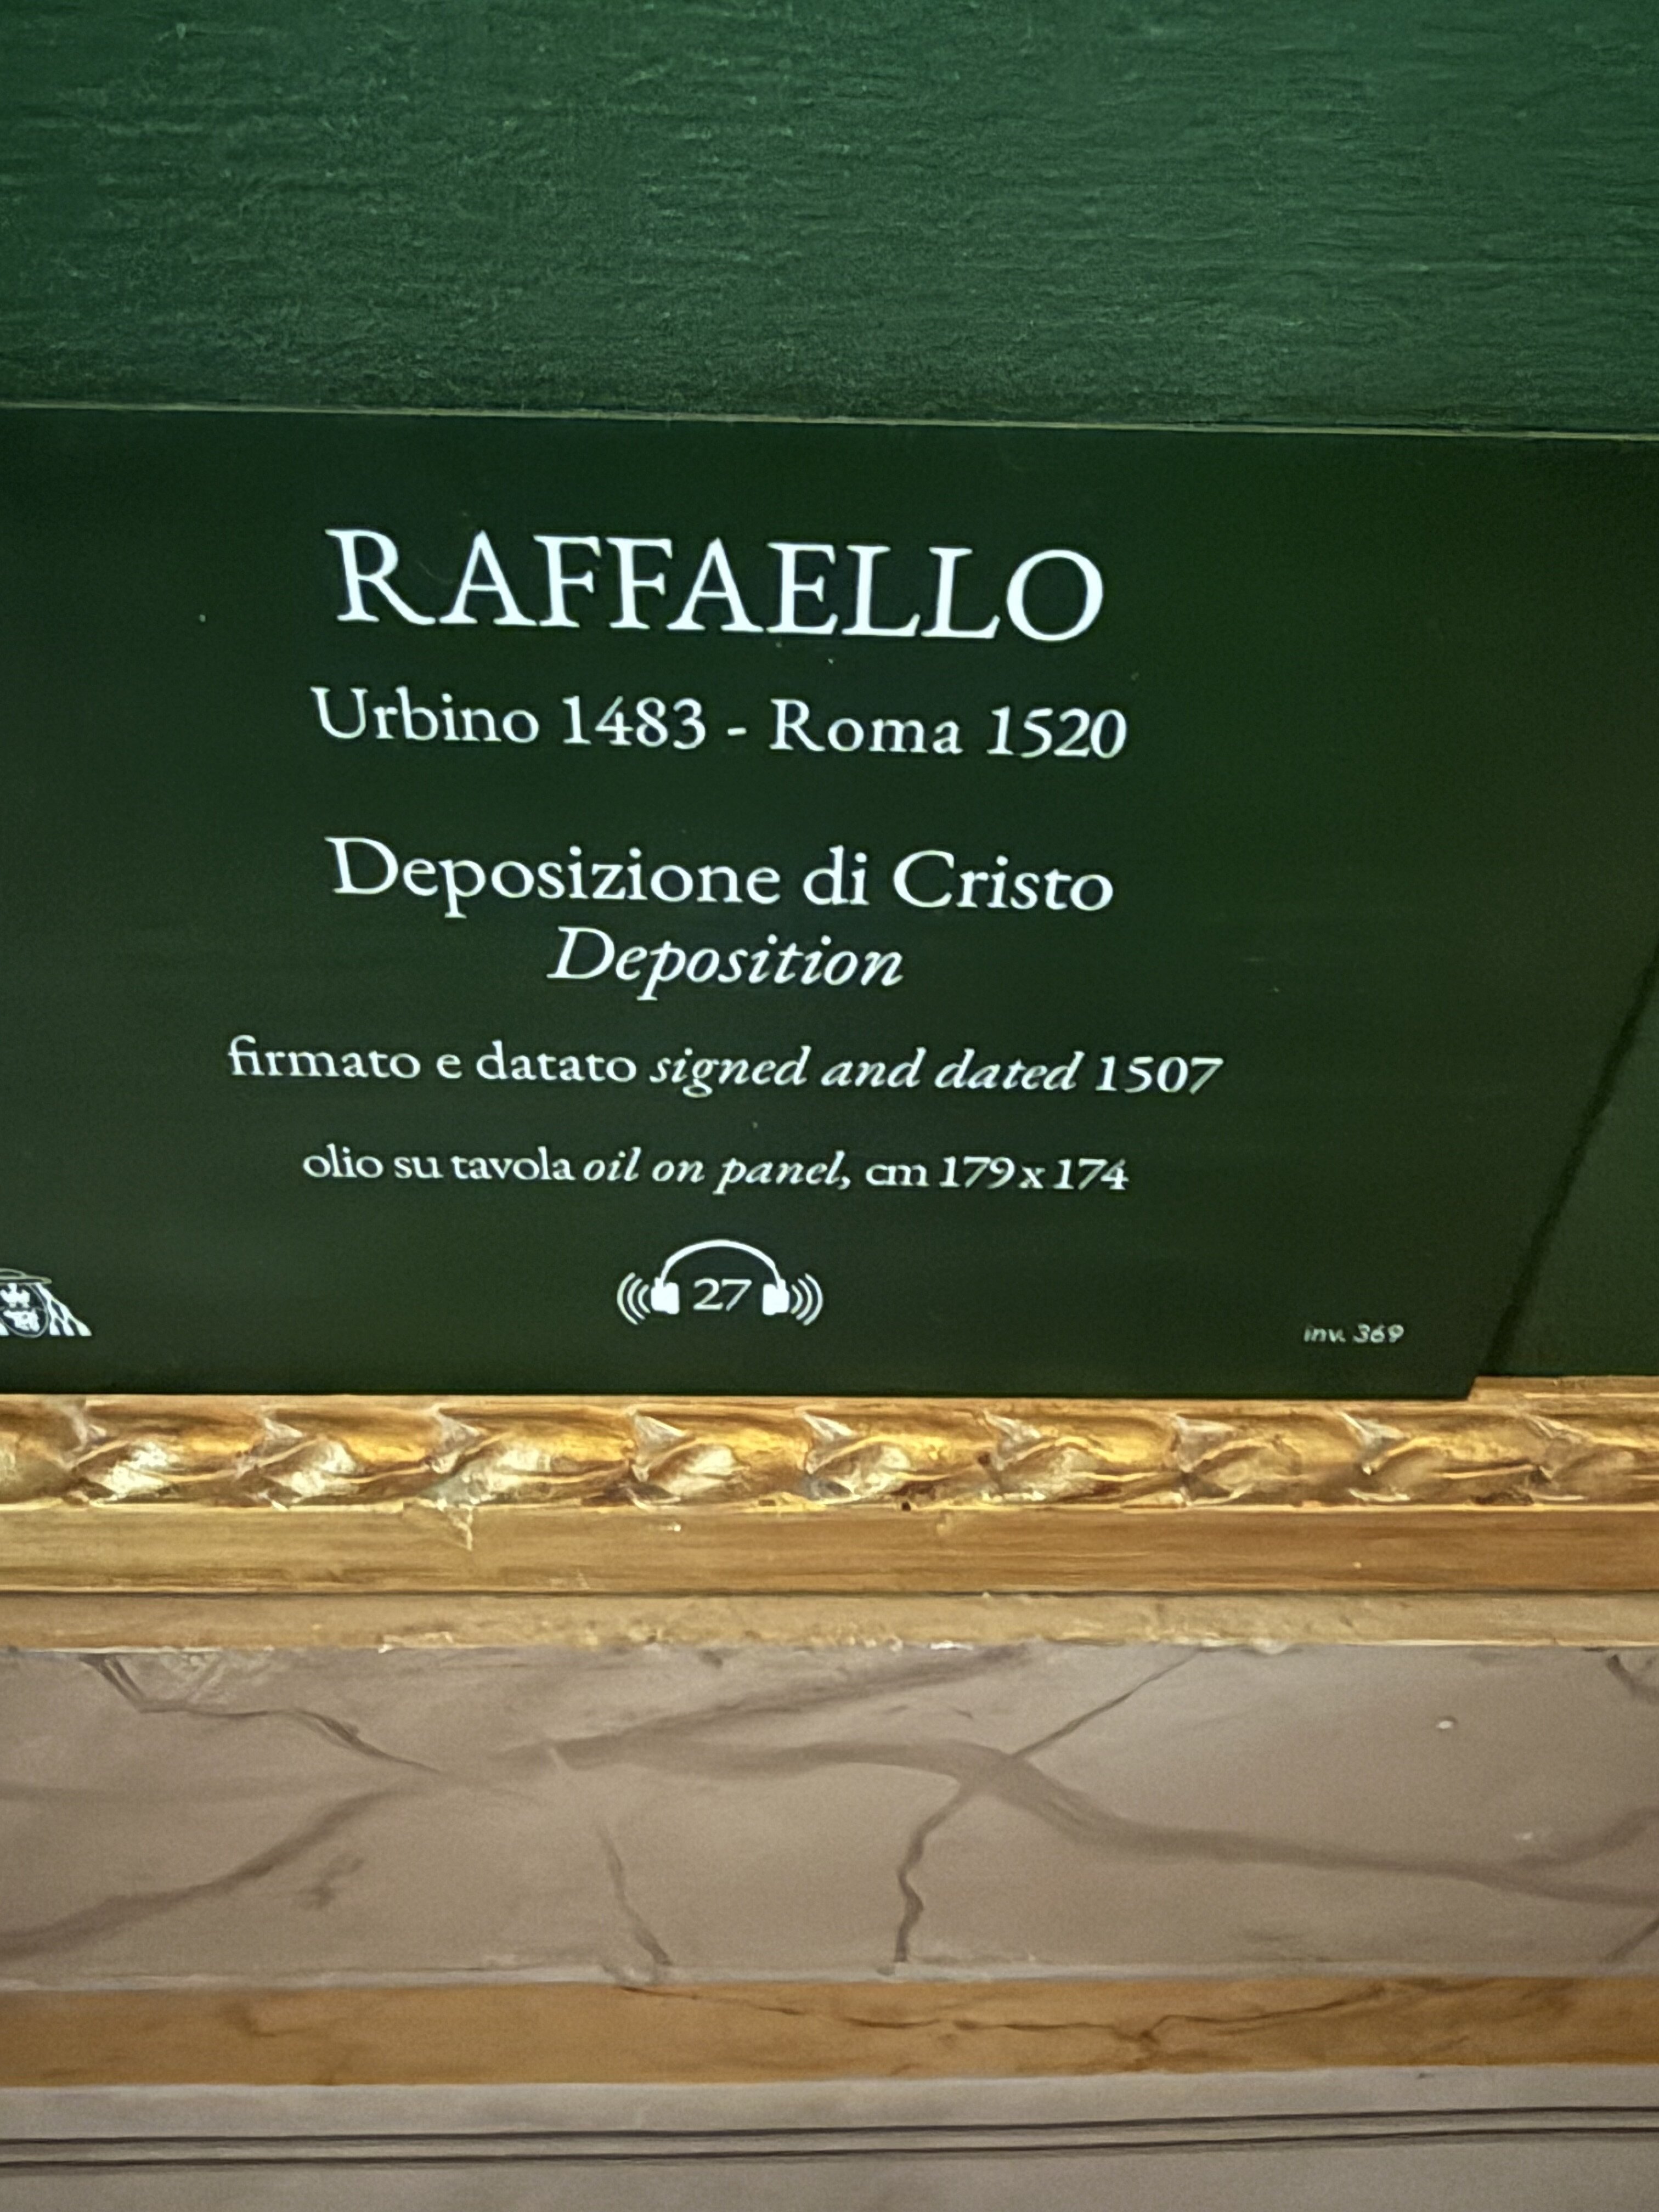 RAFFAELLO
Urbino 1483 - Roma 1520
Deposizione di Cristo
Deposition
firmato e datato signed and dated 1507
olio su tavola oil on panel, cm 179 x 174
27
inv. 369